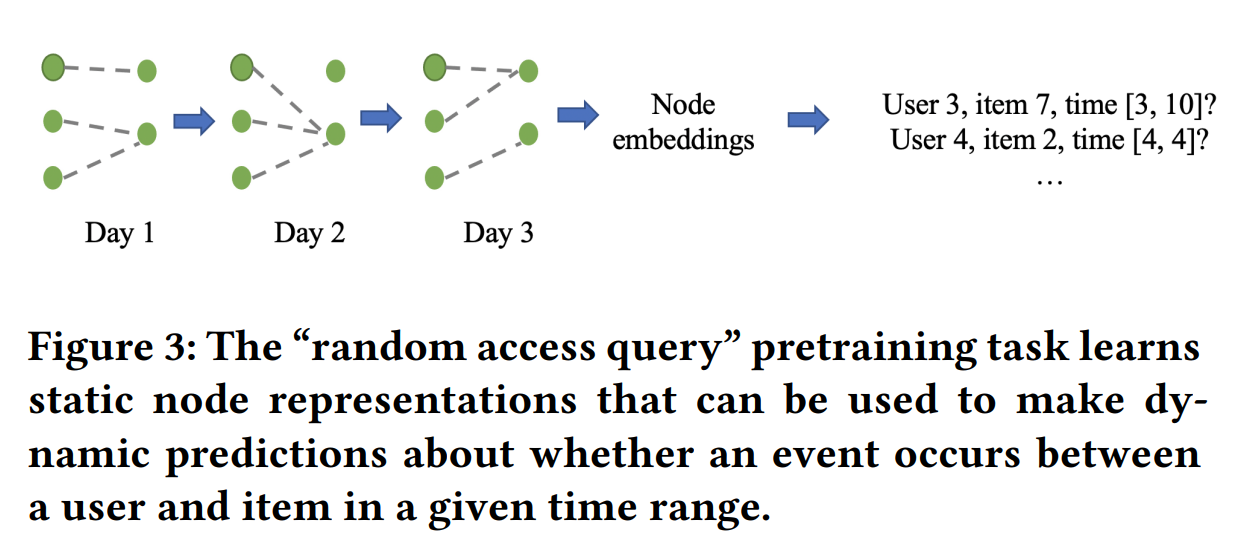 Day 1
Day 2
Day 3
Node
embeddings
User 3, item 7, time [3, 10]?
User 4, item 2, time [4, 4]?
…
Figure 3: The “random access query” pretraining task learns
static node representations that can be used to make dy-
namic predictions about whether an event occurs between
a user and item in a given time range.